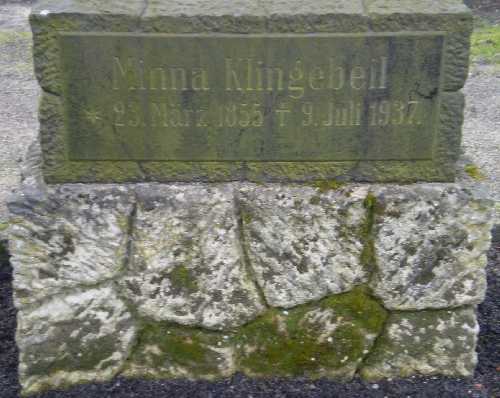 Minna Klingebeil
* 23. März 1855 ✝ 9. Juli 1937.